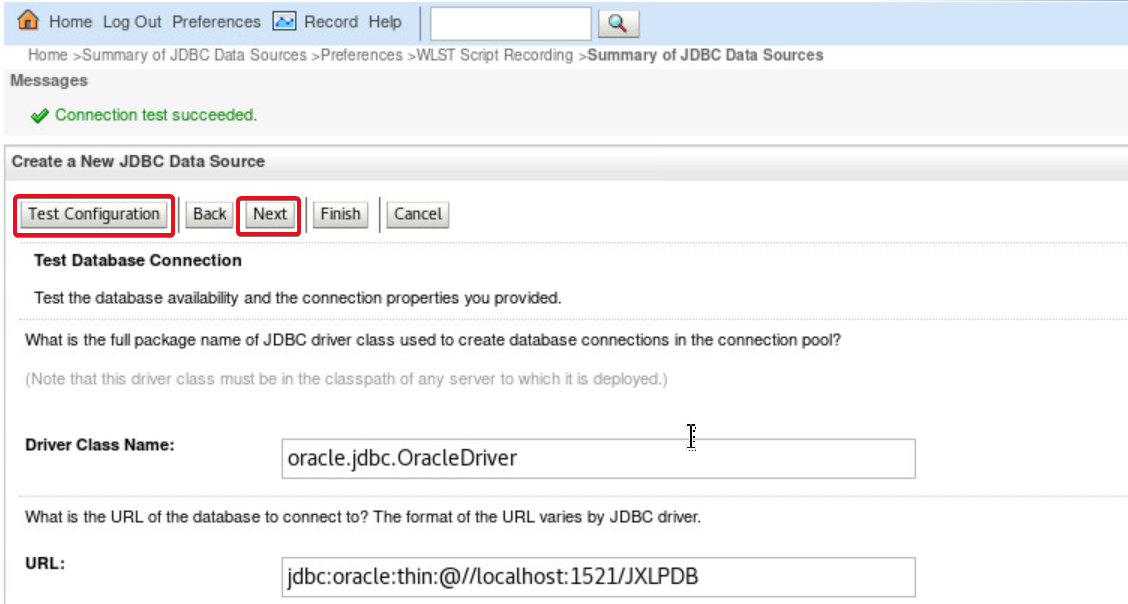 Home Log Out Preferences Record Help
Home >Summary of JDBC Data Sources >Preferences >WLST Script Recording >Summary of JDBC Data Sources
Messages
Connection test succeeded.
Create a New JDBC Data Source
Test Configuration Back Next Finish Cancel
Test Database Connection
Test the database availability and the connection properties you provided.
What is the full package name of JDBC driver class used to create database connections in the connection pool?
(Note that this driver class must be in the classpath of any server to which it is deployed.)
Driver Class Name: oracle.jdbc.OracleDriver
What is the URL of the database to connect to? The format of the URL varies by JDBC driver.
URL: jdbc:oracle:thin:@//localhost:1521/JXLPDB